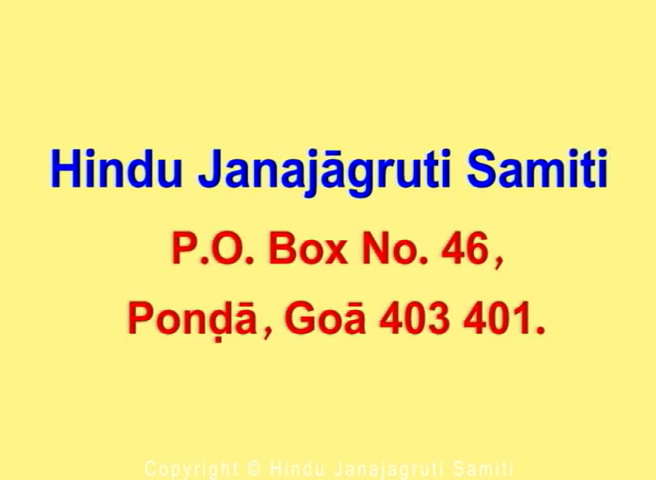 Hindu Janajāgruti Samiti
P.O. Box No. 46,
Ponḍā, Goā 403 401.
Copyright © Hindu Janajagruti Samiti